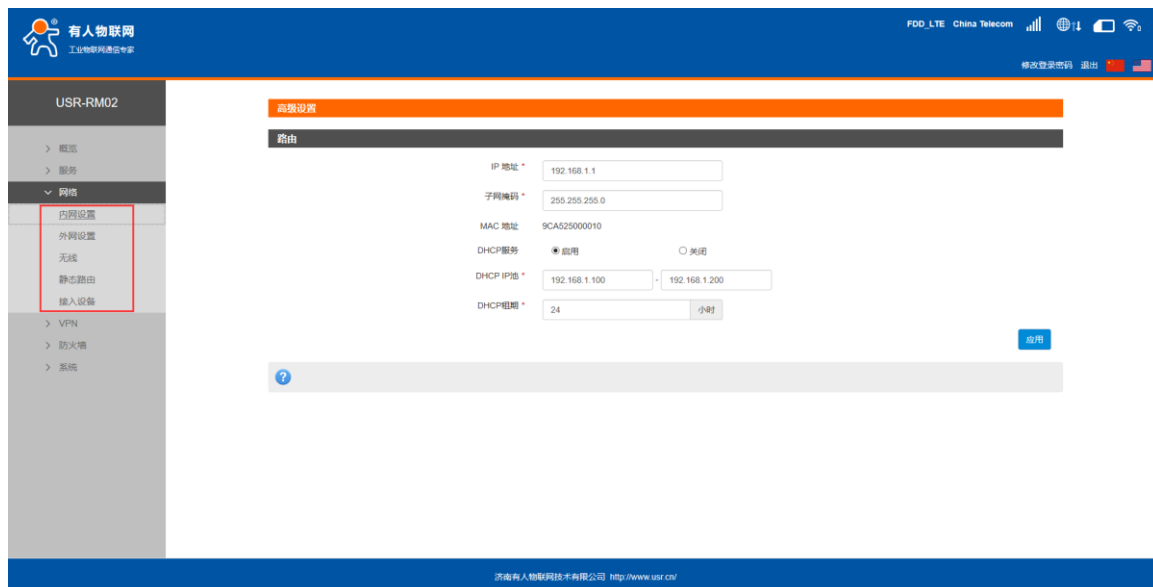 有人物联网
工业物联网通信专家
FDD_LTE China Telecom
修改登录密码 退出
USR-RM02
概览
服务
网络
内网设置
外网设置
无线
静态路由
接入设备
VPN
防火墙
系统
高级设置
路由
IP 地址 * 192.168.1.1
子网掩码 * 255.255.255.0
MAC 地址 9CA525000010
DHCP服务 启用 关闭
DHCP IP池 * 192.168.1.100 - 192.168.1.200
DHCP租期 * 24 小时
应用
济南有人物联网技术有限公司 http://www.usr.cn/